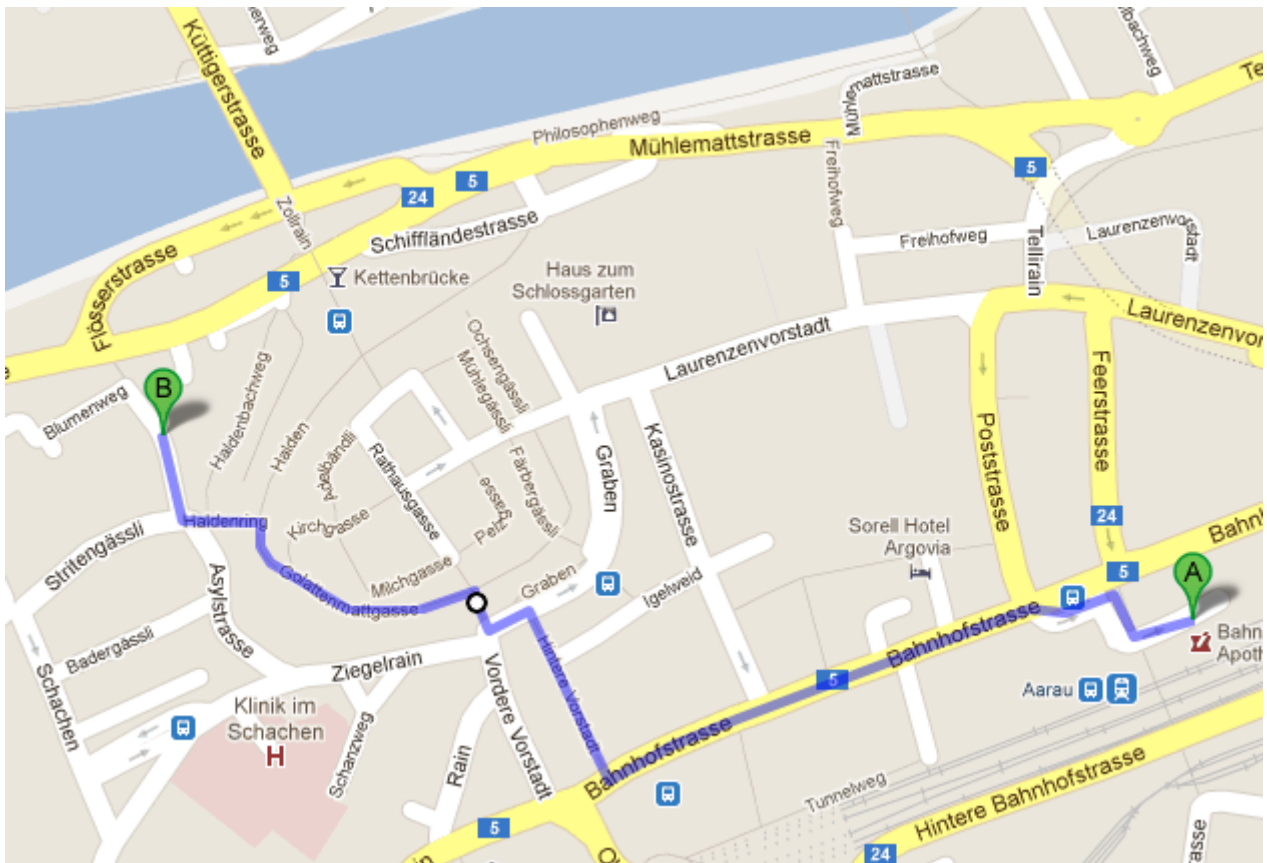 Küttigerstrasse
Philosophenweg
Mühlemattstrasse
Mühlemattstrasse
Freihofweg
5
24
5
Zollrain
Schiffländestrasse
Flösserstrasse
5
Kettenbrücke
Haus zum
Schlossgarten
Freihofweg
Tellirain
Laurenzenvorstadt
Laurenzenvorstadt
Ochsengässli
Mühlegässli
Blumenweg
B
Haldenbachweg
Halden
Adelbändli
Rathausgasse
Färbergässli
Pelzgasse
Kirchgasse
Graben
Kasinostrasse
Poststrasse
Feerstrasse
24
Haldenring
Stritengässli
Asylstrasse
Golattenmattgasse
Milchgasse
Graben
Igelweid
Sorell Hotel
Argovia
5
A
Badergässli
Ziegelrain
Hintere Vorstadt
Vordere Vorstadt
Bahnhofstrasse
5
Bahnhofstrasse
Aarau
Schachen
Klinik im
Schachen
H
Schanzweg
Rain
Tunnelweg
Hintere Bahnhofstrasse
5
24